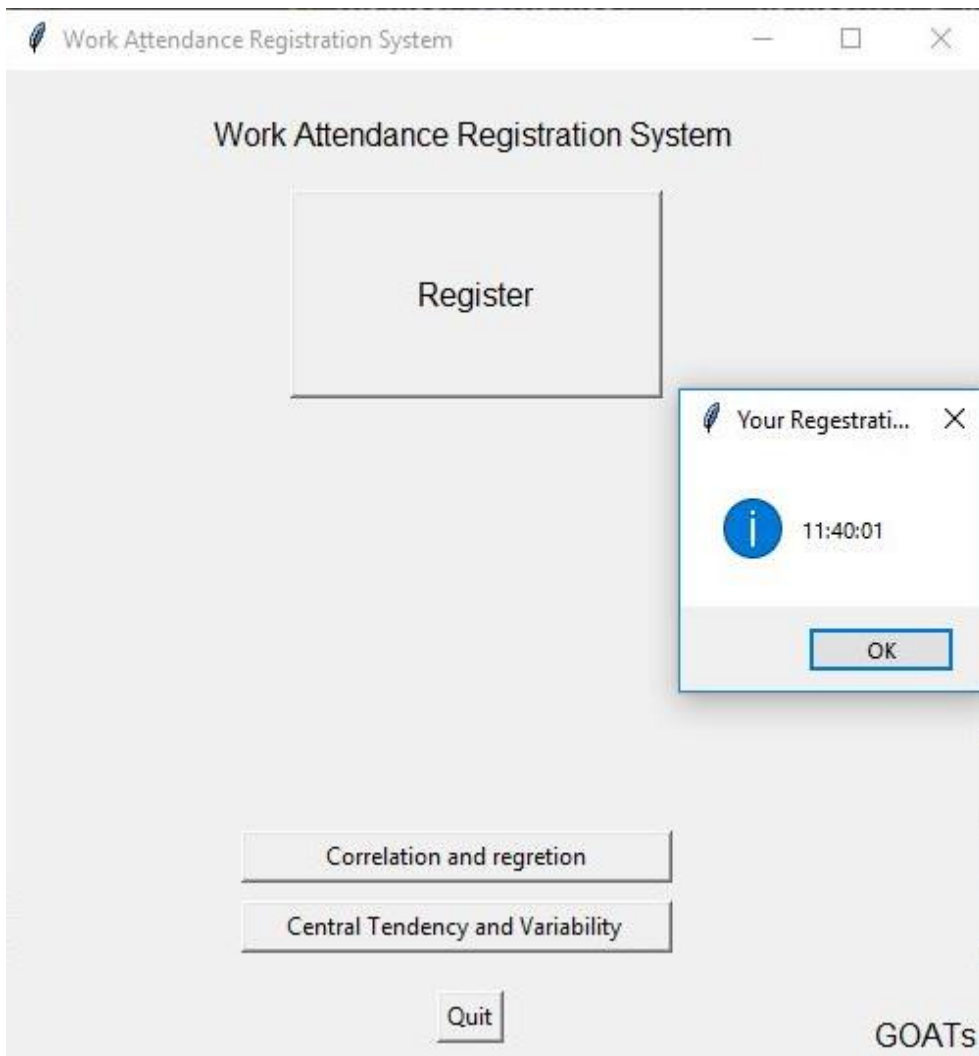 Work Attendance Registration System
Work Attendance Registration System
Register
Your Regestrati...
11:40:01
OK
Correlation and regretion
Central Tendency and Variability
Quit
GOATs